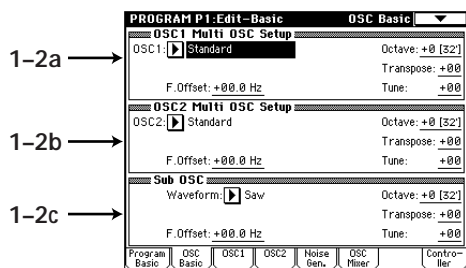 PROGRAM P1:Edit-Basic OSC Basic
OSC1 Multi OSC Setup
1–2a
OSC1: Standard Octave: +0 [32']
Transpose: +00
F.Offset: +00.0 Hz Tune: +00
OSC2 Multi OSC Setup
1–2b
OSC2: Standard Octave: +0 [32']
Transpose: +00
F.Offset: +00.0 Hz Tune: +00
Sub OSC
1–2c
Waveform: Saw Octave: +0 [32']
Transpose: +00
F.Offset: +00.0 Hz Tune: +00
Program Basic OSC Basic OSC1 OSC2 Noise Gen. OSC Mixer Contro-ller